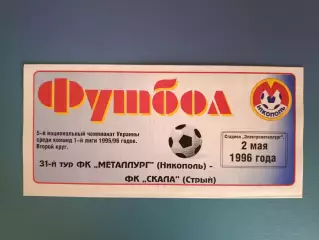 Футбол
М
НИКОПОЛЬ
5-й национальный чемпионат Украины
среди команд 1-й лиги 1995/96 годов.
Второй круг.
Стадион „Электрометаллург"
2 мая
1996 года
31-й тур ФК „МЕТАЛЛУРГ" (Никополь) -
ФК „СКАЛА" (Стрый)